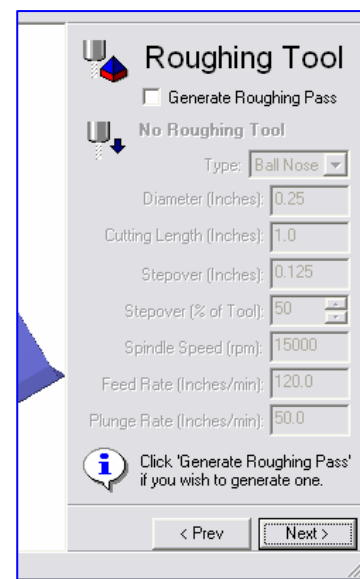 Roughing Tool
Generate Roughing Pass
No Roughing Tool
Type: Ball Nose
Diameter (Inches): 0.25
Cutting Length (Inches): 1.0
Stepover (Inches): 0.125
Stepover (% of Tool): 50
Spindle Speed (rpm): 15000
Feed Rate (Inches/min): 120.0
Plunge Rate (Inches/min): 50.0
Click 'Generate Roughing Pass'
if you wish to generate one.
< Prev Next >